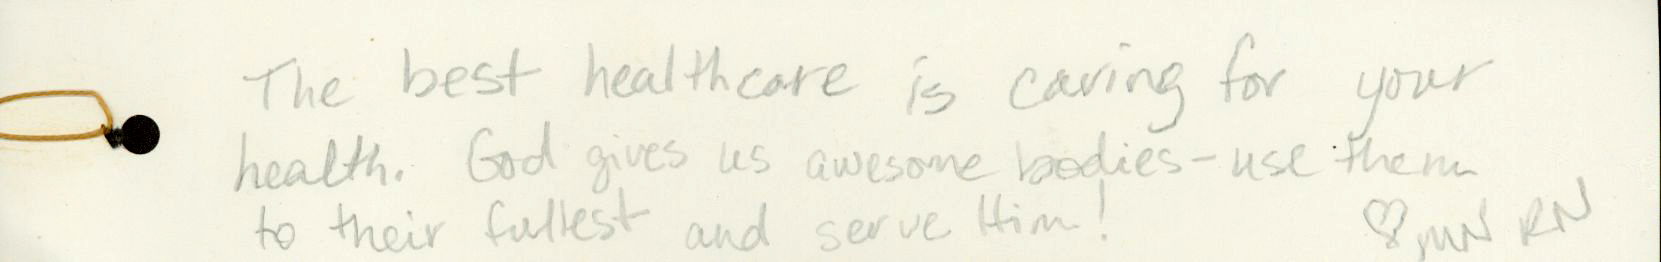 The best healthcare is caring for your
health. God gives us awesome bodies - use them
to their fullest and serve Him!
♡ MN RN